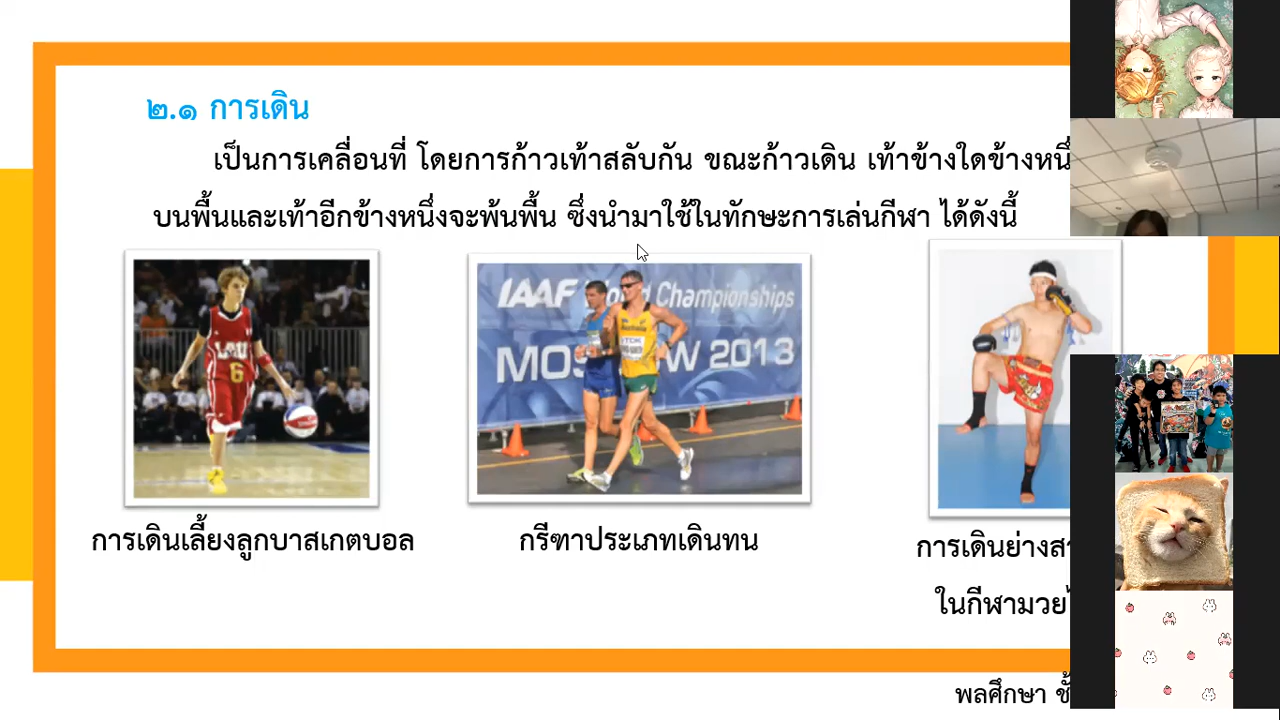 ๒.๑ การเดิน
เป็นการเคลื่อนที่ โดยการก้าวเท้าสลับกัน ขณะก้าวเดิน เท้าข้างใดข้างหนึ่
บนพื้นและเท้าอีกข้างหนึ่งจะพ้นพื้น ซึ่งนำมาใช้ในทักษะการเล่นกีฬา ได้ดังนี้
6
IAAF World Championships
MOSCOW 2013
การเดินเลี้ยงลูกบาสเกตบอล
กรีฑาประเภทเดินทน
การเดินย่างส
ในกีฬามวย
พลศึกษา ชั้